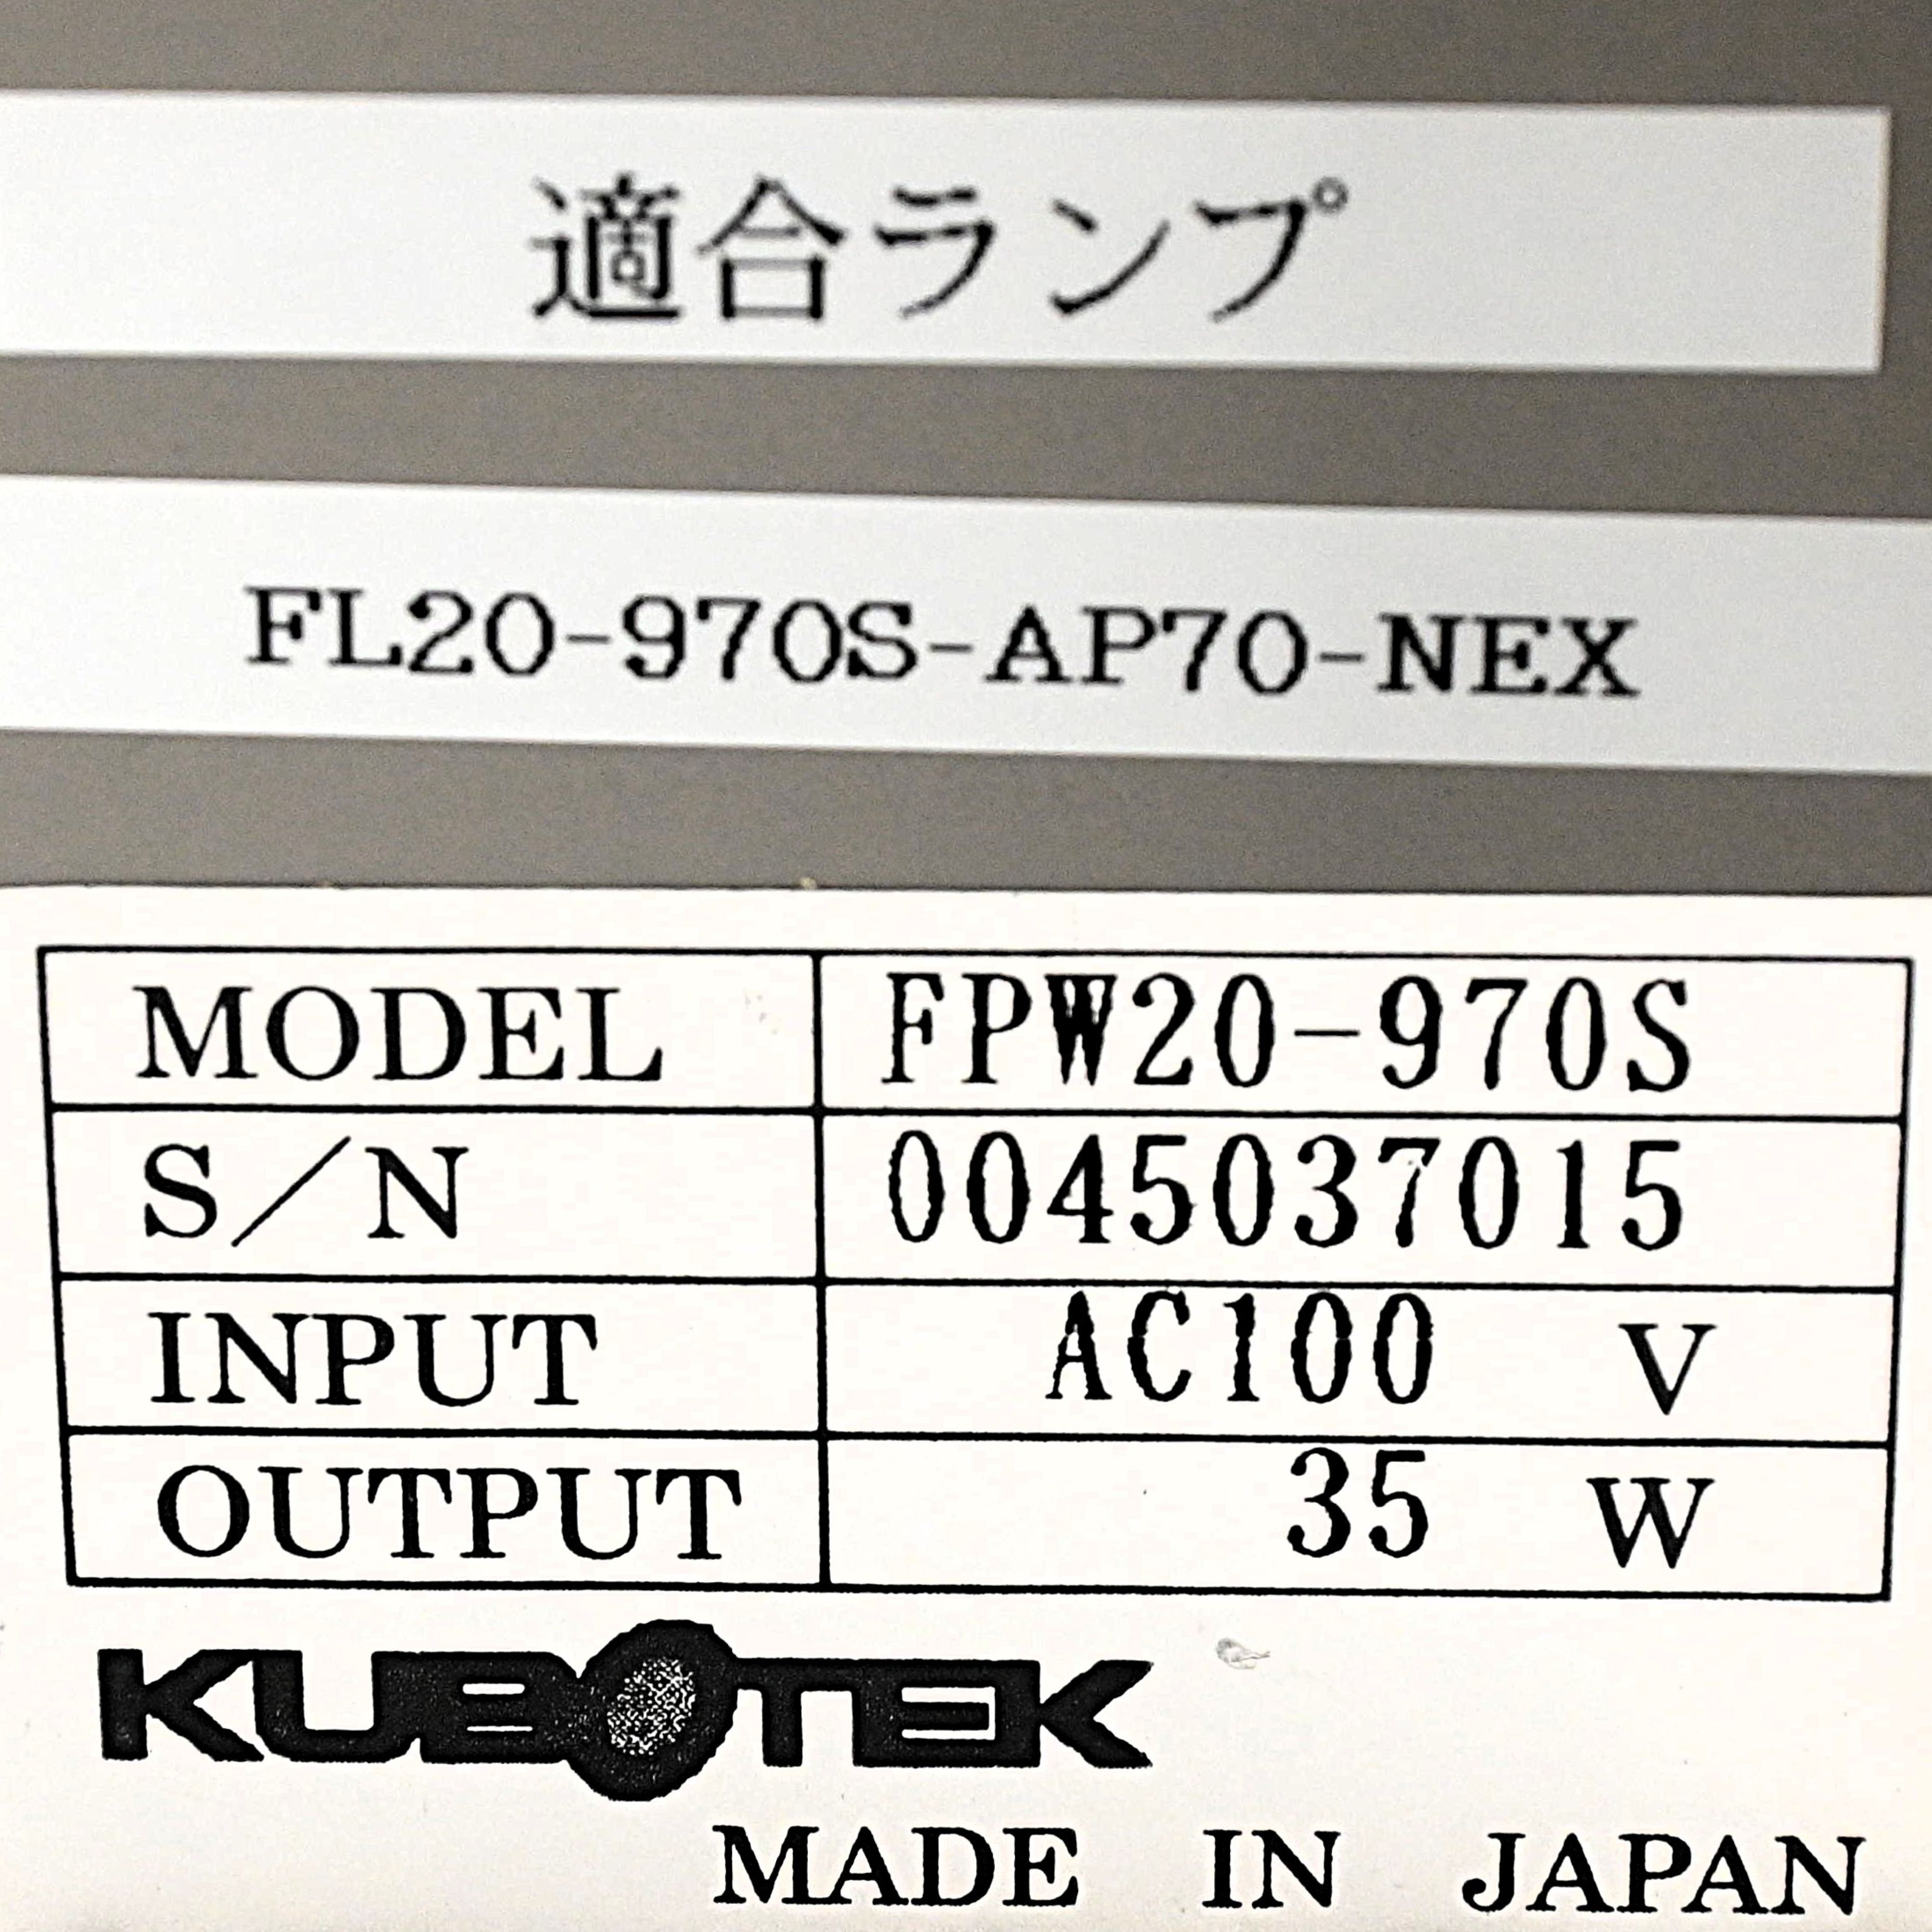 適合ランプ
FL20-970S-AP70-NEX
MODEL FPW20-970S
S/N 0045037015
INPUT AC100 V
OUTPUT 35 W
KUBOTEK
MADE IN JAPAN